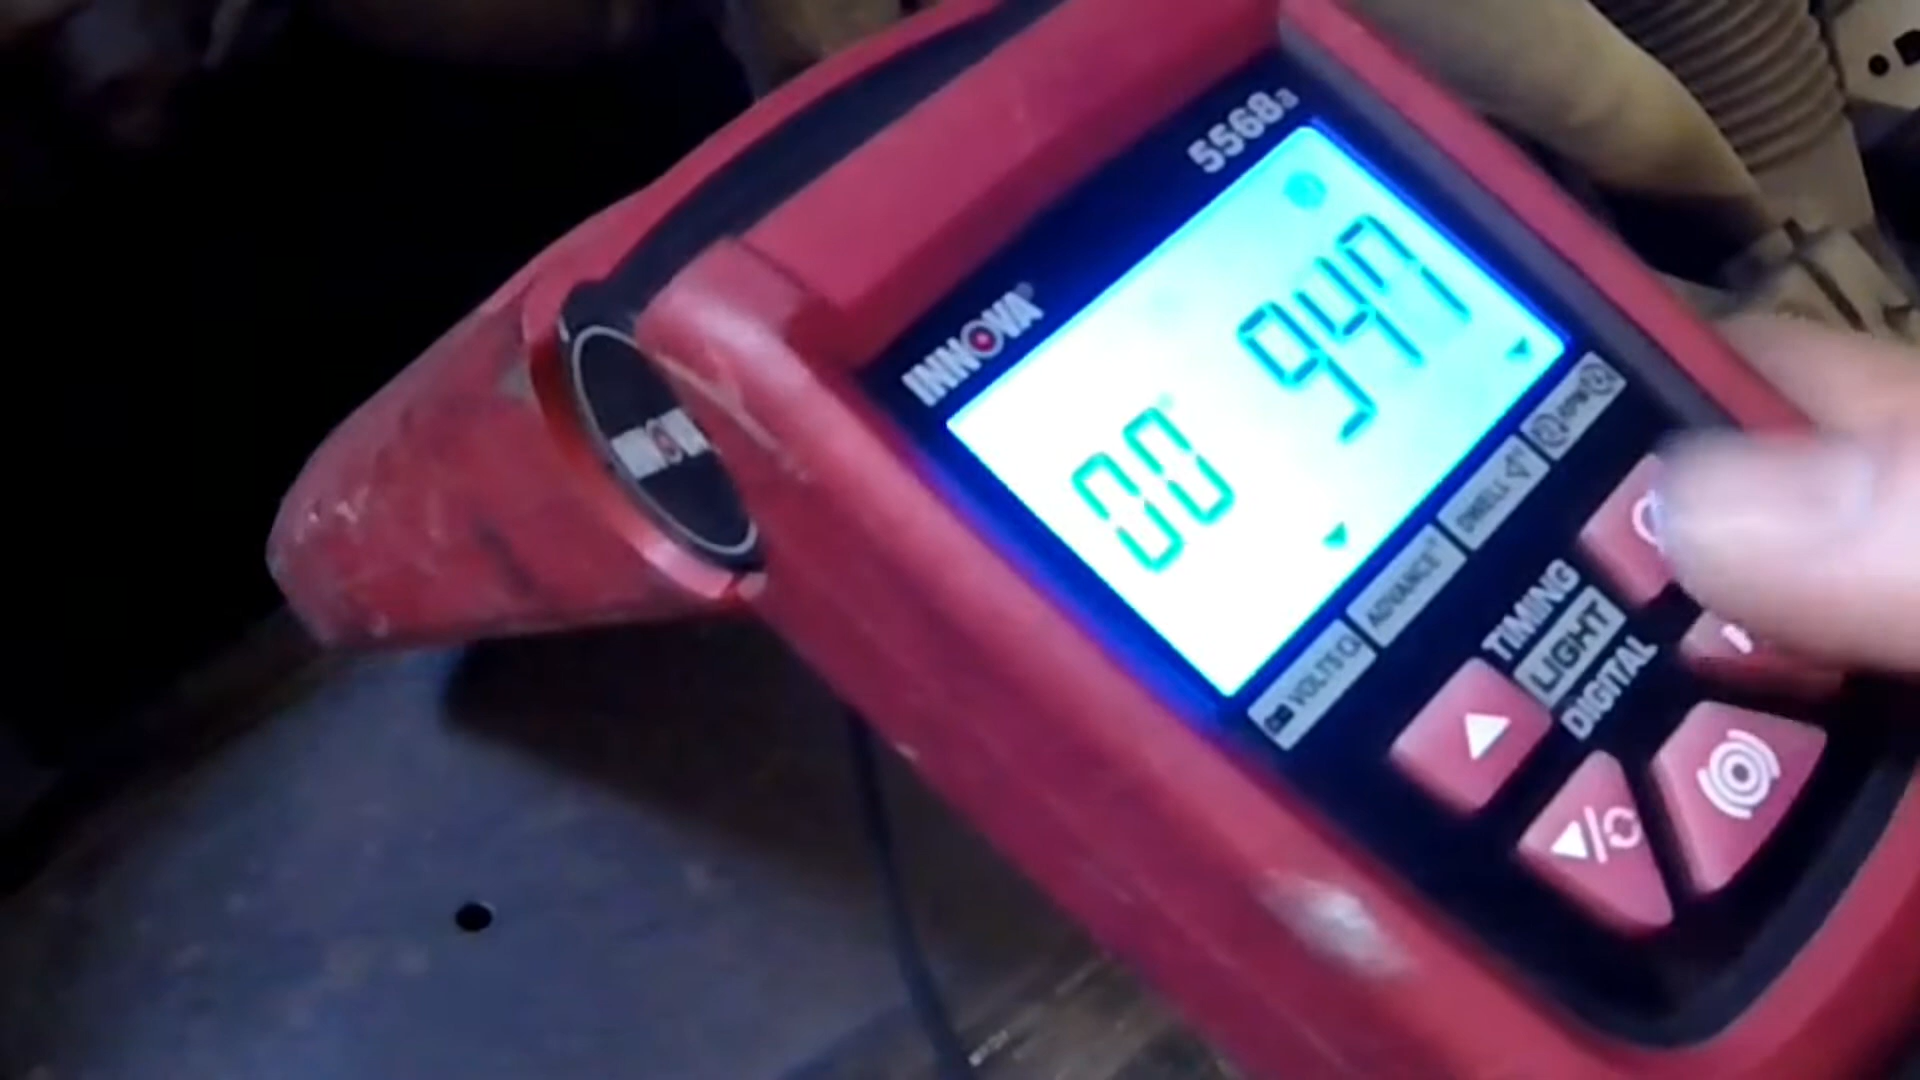 5568a
INNOVA
00° 947
VOLTS
ADVANCE°
DWELL
RPM
TIMING
LIGHT
DIGITAL